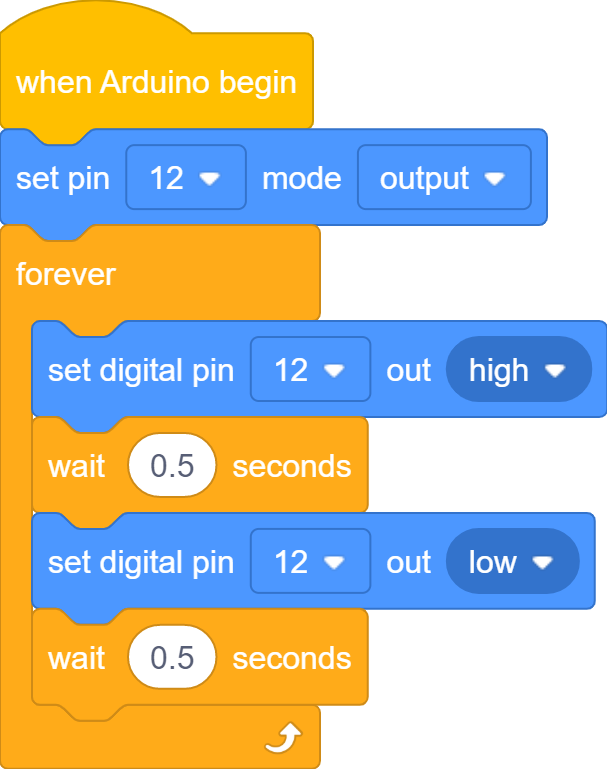 when Arduino begin
set pin 12 mode output
forever
set digital pin 12 out high
wait 0.5 seconds
set digital pin 12 out low
wait 0.5 seconds